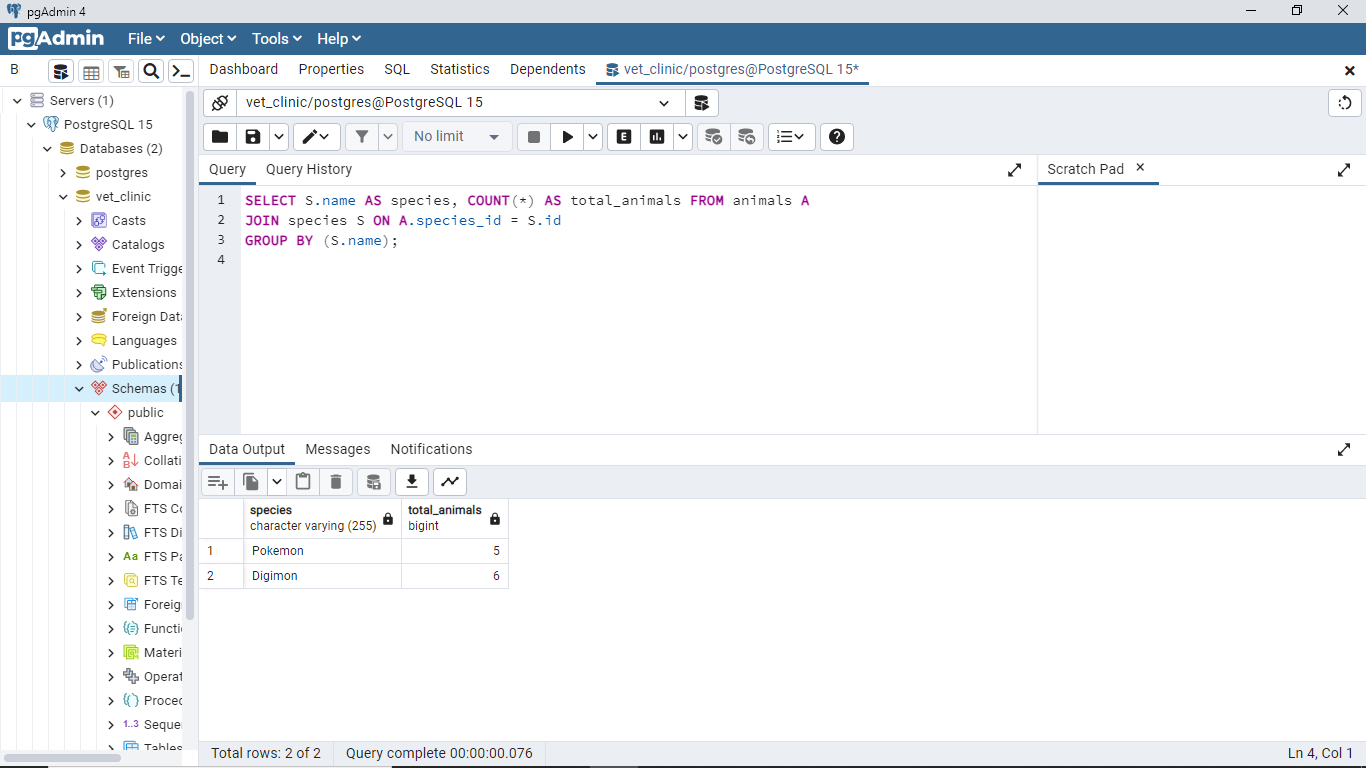 pgAdmin 4
pgAdmin File Object Tools Help
B
Dashboard Properties SQL Statistics Dependents vet_clinic/postgres@PostgreSQL 15*
Servers (1)
PostgreSQL 15
Databases (2)
postgres
vet_clinic
Casts
Catalogs
Event Trigge
Extensions
Foreign Data
Languages
Publications
Schemas (1
public
Aggreg
Collati
Domai
FTS Co
FTS Di
FTS Pa
Aa
FTS Te
Foreig
Functi
Materi
Operat
Proced
1..3 Seque
Tables
vet_clinic/postgres@PostgreSQL 15
No limit
E
Query Query History
Scratch Pad
1 SELECT S.name AS species, COUNT(*) AS total_animals FROM animals A
2 JOIN species S ON A.species_id = S.id
3 GROUP BY (S.name);
4
Data Output Messages Notifications
species total_animals
character varying (255) bigint
1 Pokemon 5
2 Digimon 6
Total rows: 2 of 2 Query complete 00:00:00.076 Ln 4, Col 1